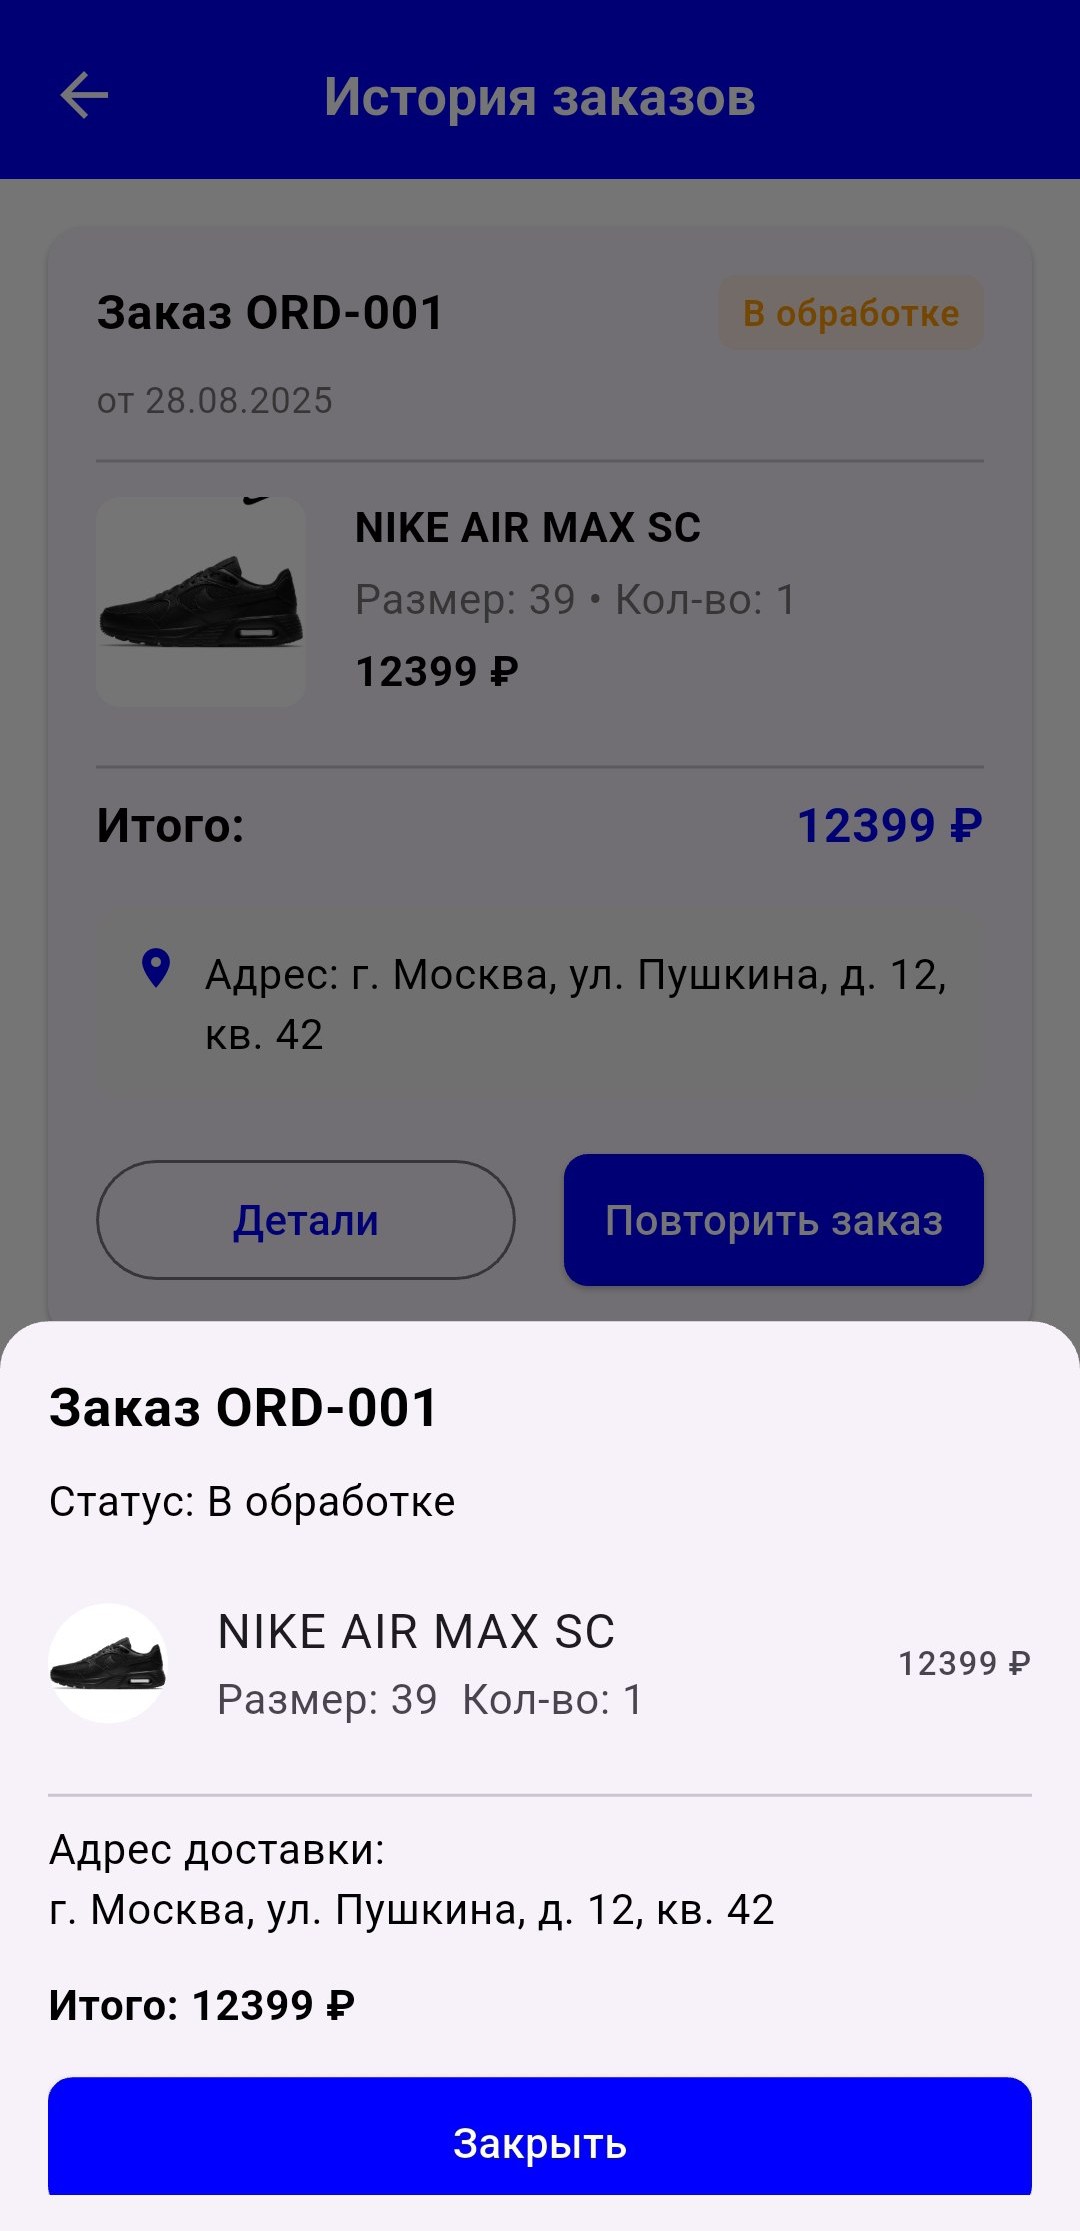 История заказов
Заказ ORD-001
В обработке
от 28.08.2025
NIKE AIR MAX SC
Размер: 39 • Кол-во: 1
12399 ₽
Итого:
12399 ₽
Адрес: г. Москва, ул. Пушкина, д. 12,
кв. 42
Детали
Повторить заказ
Заказ ORD-001
Статус: В обработке
NIKE AIR MAX SC
Размер: 39  Кол-во: 1
12399 ₽
Адрес доставки:
г. Москва, ул. Пушкина, д. 12, кв. 42
Итого: 12399 ₽
Закрыть